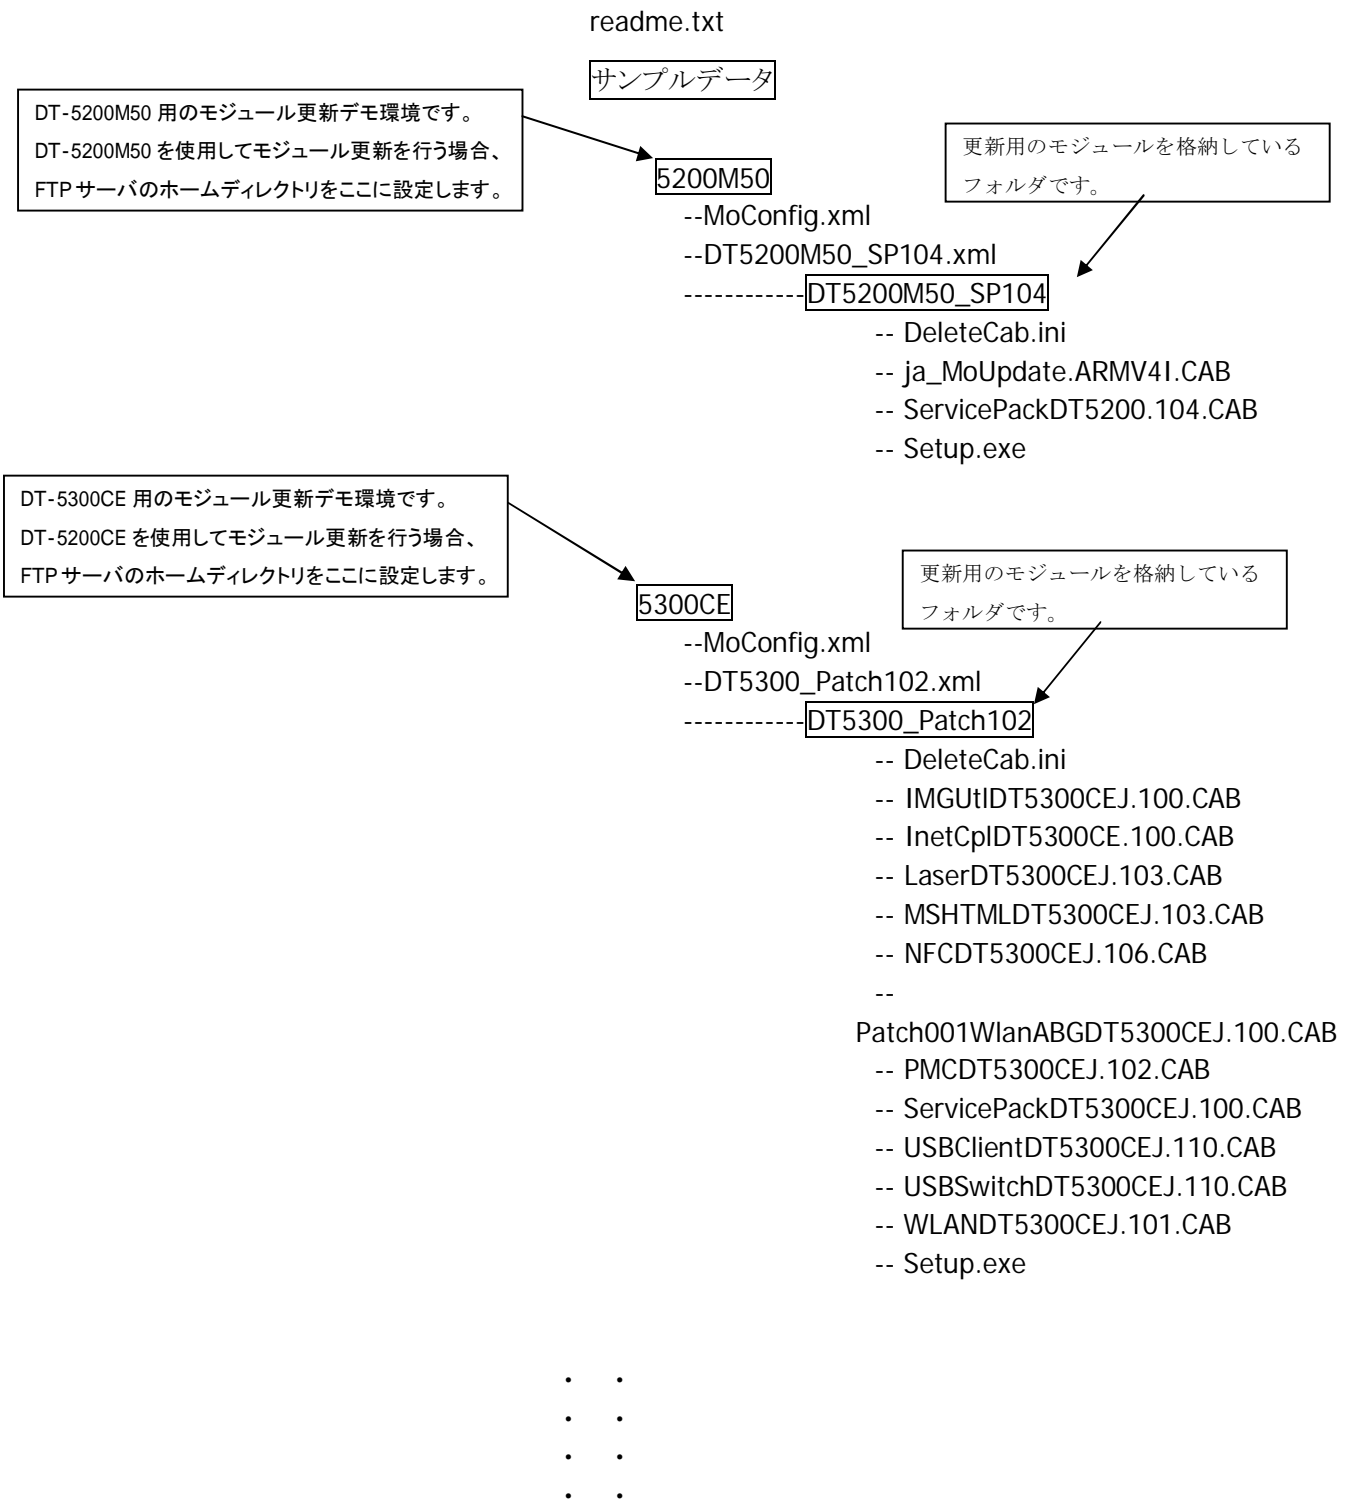 readme.txt
サンプルデータ
DT-5200M50 用のモジュール更新デモ環境です。
DT-5200M50 を使用してモジュール更新を行う場合、
FTP サーバのホームディレクトリをここに設定します。
更新用のモジュールを格納している
フォルダです。
5200M50
--MoConfig.xml
--DT5200M50_SP104.xml
------------DT5200M50_SP104
-- DeleteCab.ini
-- ja_MoUpdate.ARMV4I.CAB
-- ServicePackDT5200.104.CAB
-- Setup.exe
DT-5300CE 用のモジュール更新デモ環境です。
DT-5200CE を使用してモジュール更新を行う場合、
FTP サーバのホームディレクトリをここに設定します。
更新用のモジュールを格納している
フォルダです。
5300CE
--MoConfig.xml
--DT5300_Patch102.xml
------------DT5300_Patch102
-- DeleteCab.ini
-- IMGUtlDT5300CEJ.100.CAB
-- InetCplDT5300CE.100.CAB
-- LaserDT5300CEJ.103.CAB
-- MSHTMLDT5300CEJ.103.CAB
-- NFCDT5300CEJ.106.CAB
--
Patch001WlanABGDT5300CEJ.100.CAB
-- PMCDT5300CEJ.102.CAB
-- ServicePackDT5300CEJ.100.CAB
-- USBClientDT5300CEJ.110.CAB
-- USBSwitchDT5300CEJ.110.CAB
-- WLANDT5300CEJ.101.CAB
-- Setup.exe
・ ・
・ ・
・ ・
・ ・